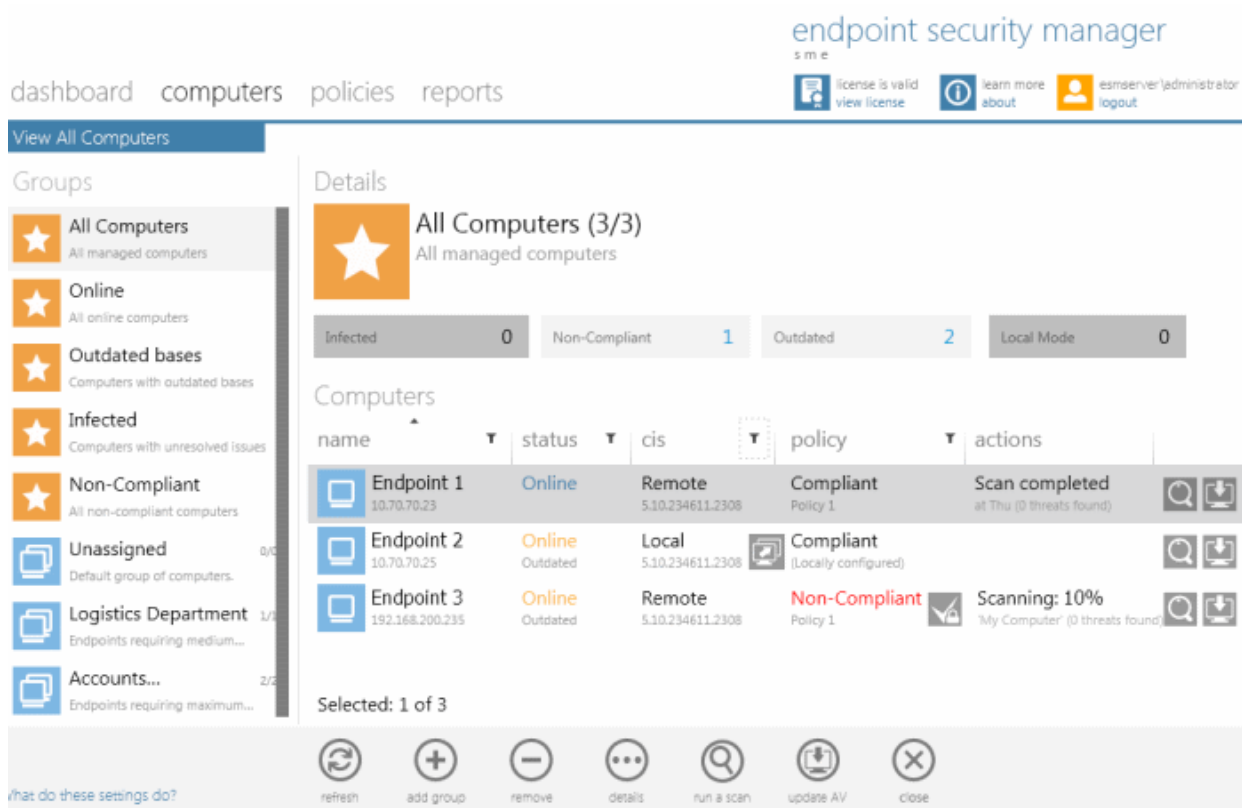 endpoint security manager
sme
dashboard computers policies reports
license is valid
view license
learn more
about
esmserver\administrator
logout
View All Computers
Groups
All Computers
All managed computers
Online
All online computers
Outdated bases
Computers with outdated bases
Infected
Computers with unresolved issues
Non-Compliant
All non-compliant computers
Unassigned
Default group of computers.
Logistics Department 1/1
Endpoints requiring medium...
Accounts... 2/2
Endpoints requiring maximum...
Details
All Computers (3/3)
All managed computers
Infected 0
Non-Compliant 1
Outdated 2
Local Mode 0
Computers
name status cis policy actions
Endpoint 1 Online Remote Compliant Scan completed
10.70.70.23 5.10.234611.2308 Policy 1 at Thu (0 threats found)
Endpoint 2 Online Local Compliant
10.70.70.25 Outdated 5.10.234611.2308 (Locally configured)
Endpoint 3 Online Remote Non-Compliant Scanning: 10%
192.168.200.235 Outdated 5.10.234611.2308 Policy 1 'My Computer' (0 threats found)
Selected: 1 of 3
refresh add group remove details run a scan update AV close
hat do these settings do?